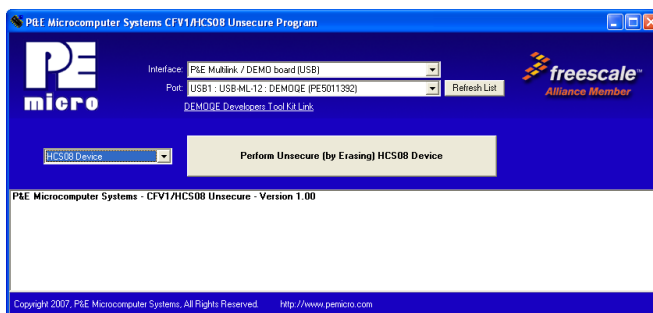 P&E Microcomputer Systems CFV1/HCS08 Unsecure Program
PE
micro
Interface: P&E Multilink / DEMO board (USB)
Port: USB1 : USB-ML-12 : DEMOQE (PE5011392) Refresh List
DEMOQE Developers Tool Kit Link
freescale™
Alliance Member
HCS08 Device Perform Unsecure (by Erasing) HCS08 Device
P&E Microcomputer Systems - CFV1/HCS08 Unsecure - Version 1.00
Copyright 2007, P&E Microcomputer Systems, All Rights Reserved. http://www.pemicro.com